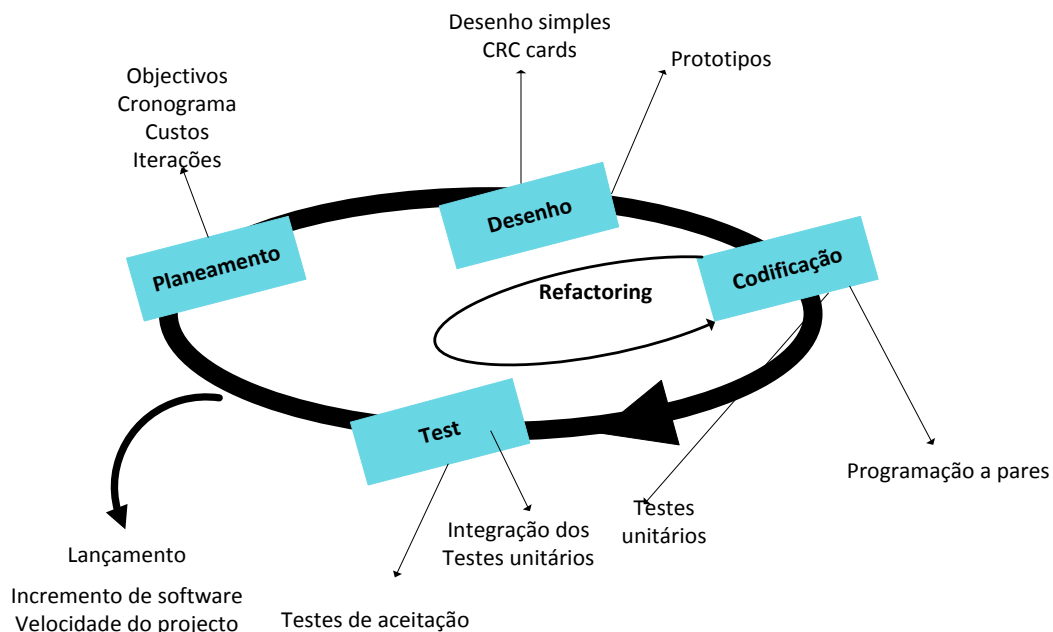 Desenho simples
CRC cards
Prototipos
Objectivos
Cronograma
Custos
Iterações
Desenho
Planeamento
Codificação
Refactoring
Test
Programação a pares
Testes
unitários
Integração dos
Testes unitários
Lançamento
Incremento de software
Velocidade do projecto
Testes de aceitação